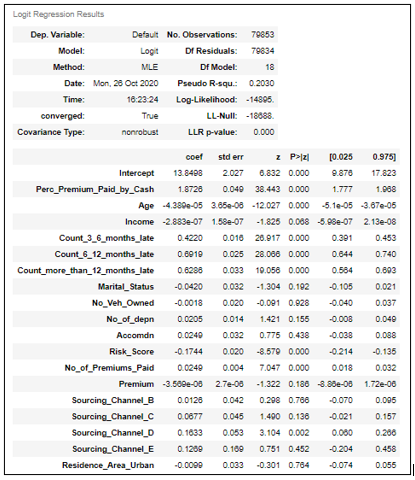 Logit Regression Results
Dep. Variable: Default No. Observations: 79853
Model: Logit Df Residuals: 79834
Method: MLE Df Model: 18
Date: Mon, 26 Oct 2020 Pseudo R-squ.: 0.2030
Time: 16:23:24 Log-Likelihood: -14895.
converged: True LL-Null: -18688.
Covariance Type: nonrobust LLR p-value: 0.000
coef std err z P>|z| [0.025 0.975]
Intercept 13.8498 2.027 6.832 0.000 9.876 17.823
Perc_Premium_Paid_by_Cash 1.8726 0.049 38.443 0.000 1.777 1.968
Age -4.389e-05 3.65e-06 -12.027 0.000 -5.1e-05 -3.67e-05
Income -2.883e-07 1.58e-07 -1.825 0.068 -5.98e-07 2.13e-08
Count_3_6_months_late 0.4220 0.016 26.917 0.000 0.391 0.453
Count_6_12_months_late 0.6919 0.025 28.066 0.000 0.644 0.740
Count_more_than_12_months_late 0.6286 0.033 19.056 0.000 0.564 0.693
Marital_Status -0.0420 0.032 -1.304 0.192 -0.105 0.021
No_Veh_Owned -0.0018 0.020 -0.091 0.928 -0.040 0.037
No_of_depn 0.0205 0.014 1.421 0.155 -0.008 0.049
Accomdn 0.0249 0.032 0.775 0.438 -0.038 0.088
Risk_Score -0.1744 0.020 -8.579 0.000 -0.214 -0.135
No_of_Premiums_Paid 0.0249 0.004 7.047 0.000 0.018 0.032
Premium -3.569e-06 2.7e-06 -1.322 0.186 -8.86e-06 1.72e-06
Sourcing_Channel_B 0.0126 0.042 0.298 0.766 -0.070 0.095
Sourcing_Channel_C 0.0677 0.045 1.490 0.136 -0.021 0.157
Sourcing_Channel_D 0.1633 0.053 3.104 0.002 0.060 0.266
Sourcing_Channel_E 0.1269 0.169 0.751 0.452 -0.204 0.458
Residence_Area_Urban -0.0099 0.033 -0.301 0.764 -0.074 0.055